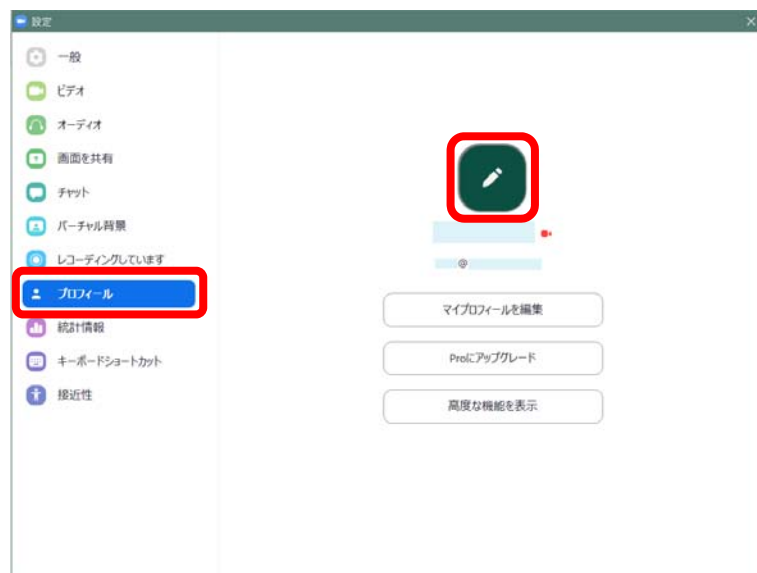 設定
一般
ビデオ
オーディオ
画面を共有
チャット
バーチャル背景
レコーディングしています
プロフィール
統計情報
キーボードショートカット
接近性
@
マイプロフィールを編集
Proにアップグレード
高度な機能を表示